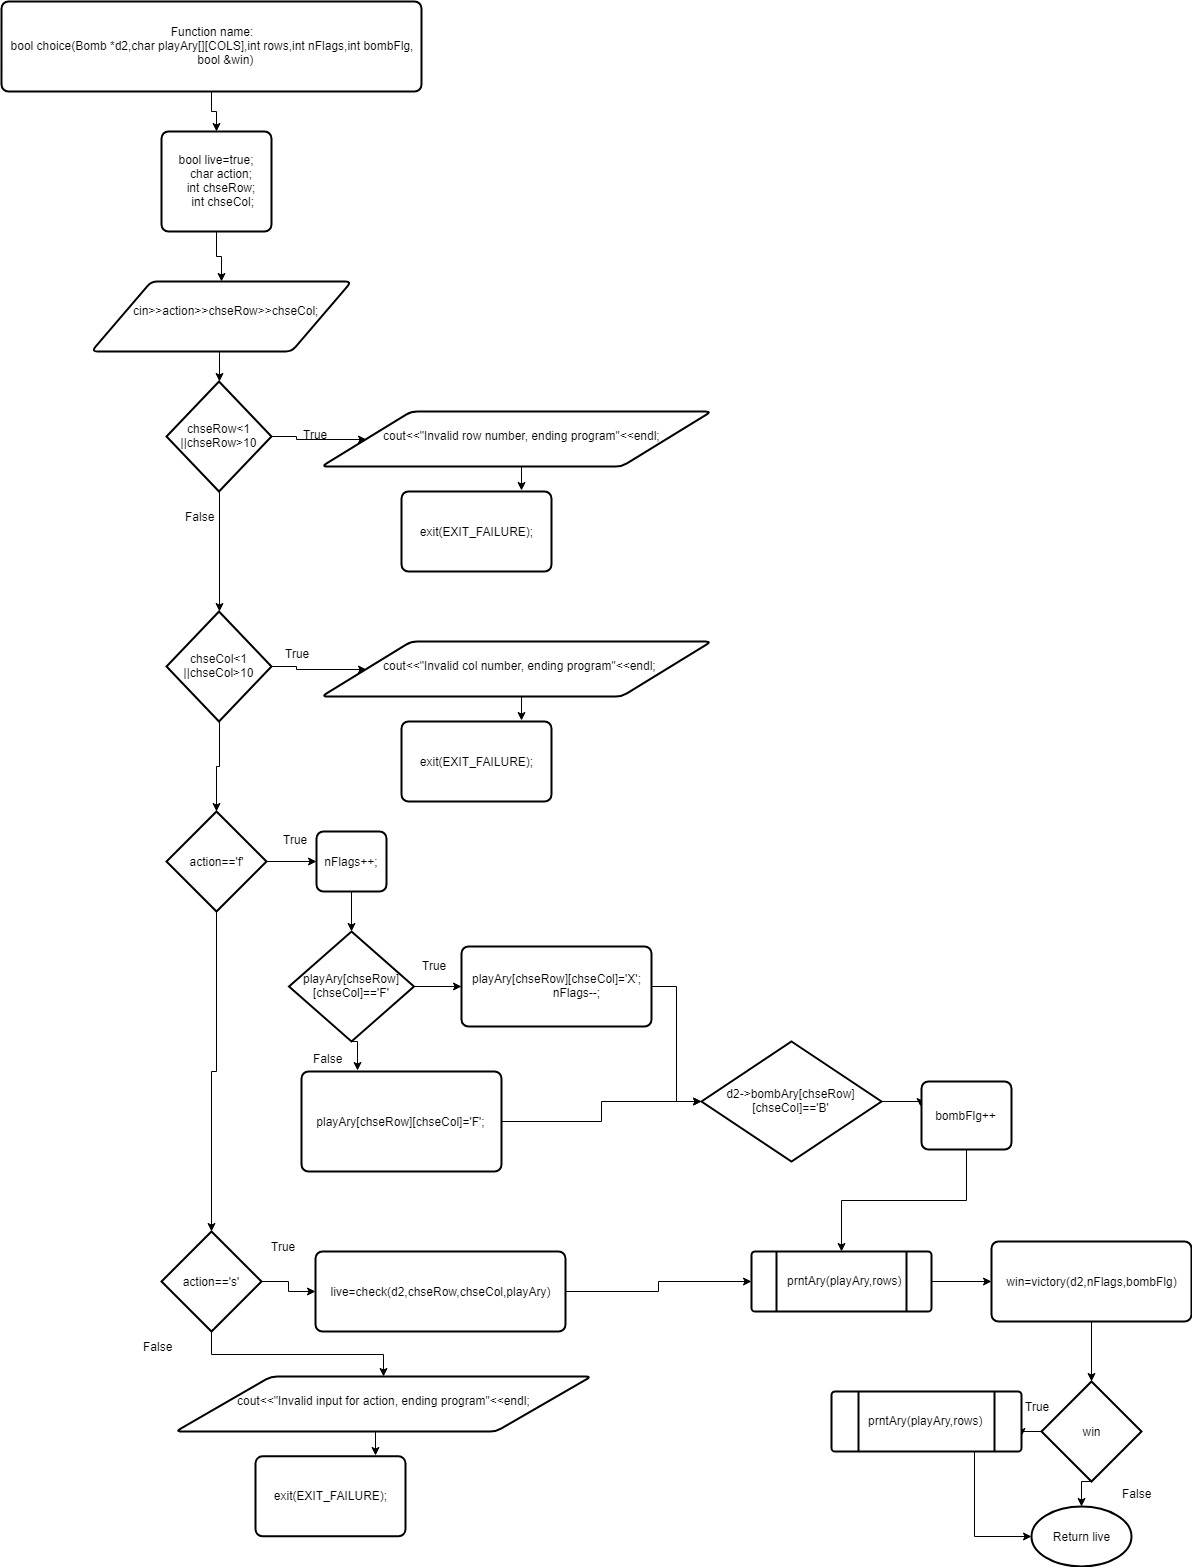 Function name:
bool choice(Bomb *d2,char playAry[][COLS],int rows,int nFlags,int bombFlg,
bool &win)
bool live=true;
char action;
int chseRow;
int chseCol;
cin>>action>>chseRow>>chseCol;
chseRow<1
||chseRow>10
True
cout<<"Invalid row number, ending program"<<endl;
exit(EXIT_FAILURE);
False
chseCol<1
||chseCol>10
True
cout<<"Invalid col number, ending program"<<endl;
exit(EXIT_FAILURE);
action=='f'
True
nFlags++;
playAry[chseRow]
[chseCol]=='F'
True
playAry[chseRow][chseCol]='X';
nFlags--;
False
playAry[chseRow][chseCol]='F';
d2->bombAry[chseRow]
[chseCol]=='B'
bombFlg++
action=='s'
True
live=check(d2,chseRow,chseCol,playAry)
prntAry(playAry,rows)
win=victory(d2,nFlags,bombFlg)
False
cout<<"Invalid input for action, ending program"<<endl;
exit(EXIT_FAILURE);
win
True
prntAry(playAry,rows)
False
Return live